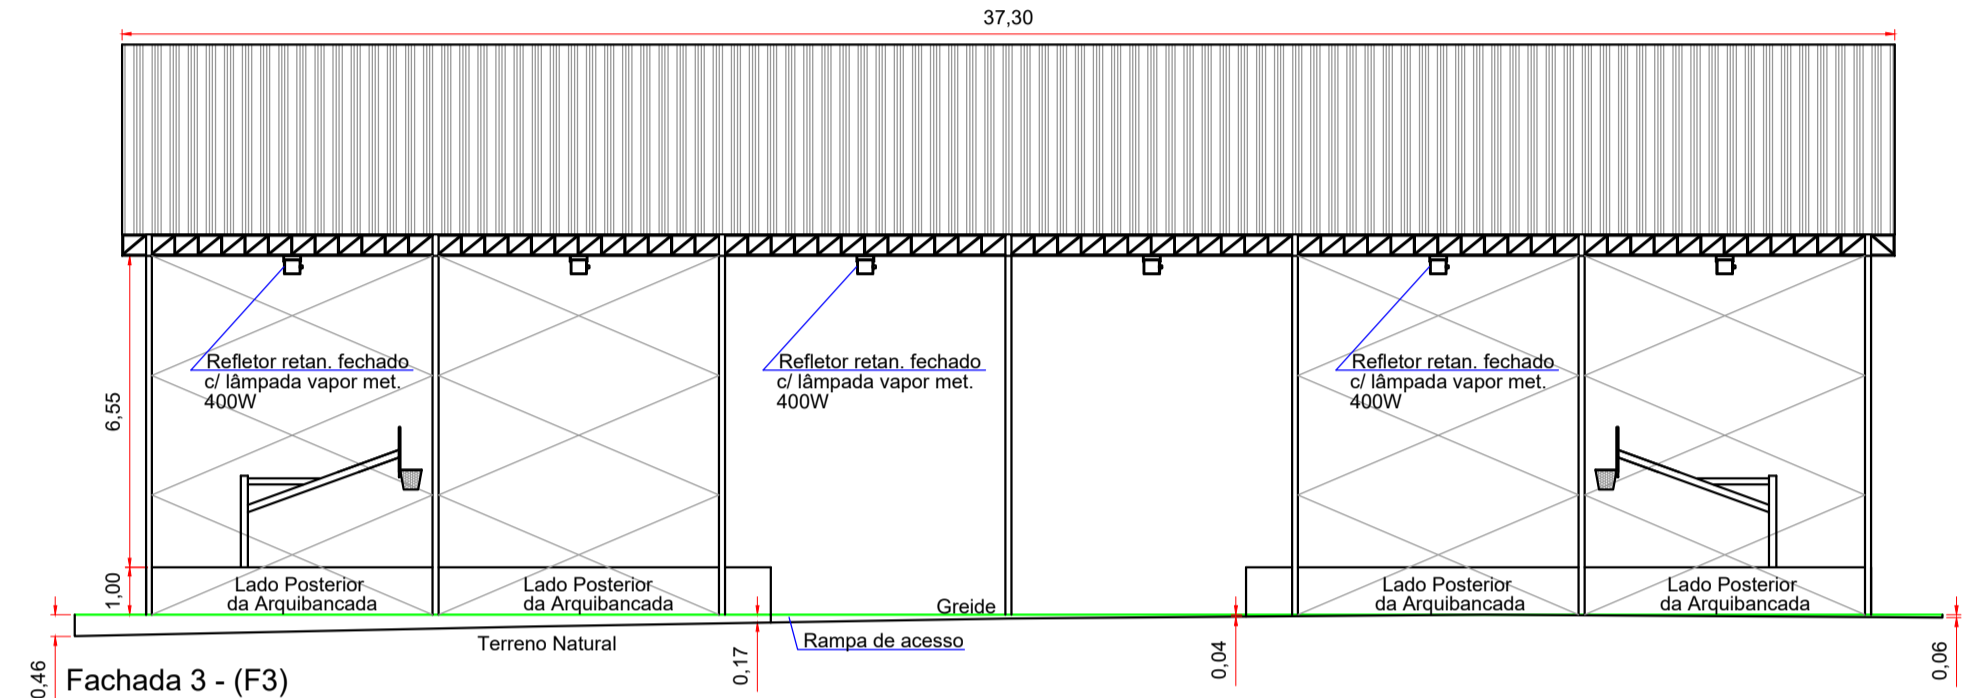 37,30
Refletor retan. fechado
c/ lâmpada vapor met.
400W
Refletor retan. fechado
c/ lâmpada vapor met.
400W
Refletor retan. fechado
c/ lâmpada vapor met.
400W
6,55
1,00
Lado Posterior
da Arquibancada
Lado Posterior
da Arquibancada
Lado Posterior
da Arquibancada
Lado Posterior
da Arquibancada
Greide
Terreno Natural
Rampa de acesso
0,46
0,17
0,04
0,06
Fachada 3 - (F3)